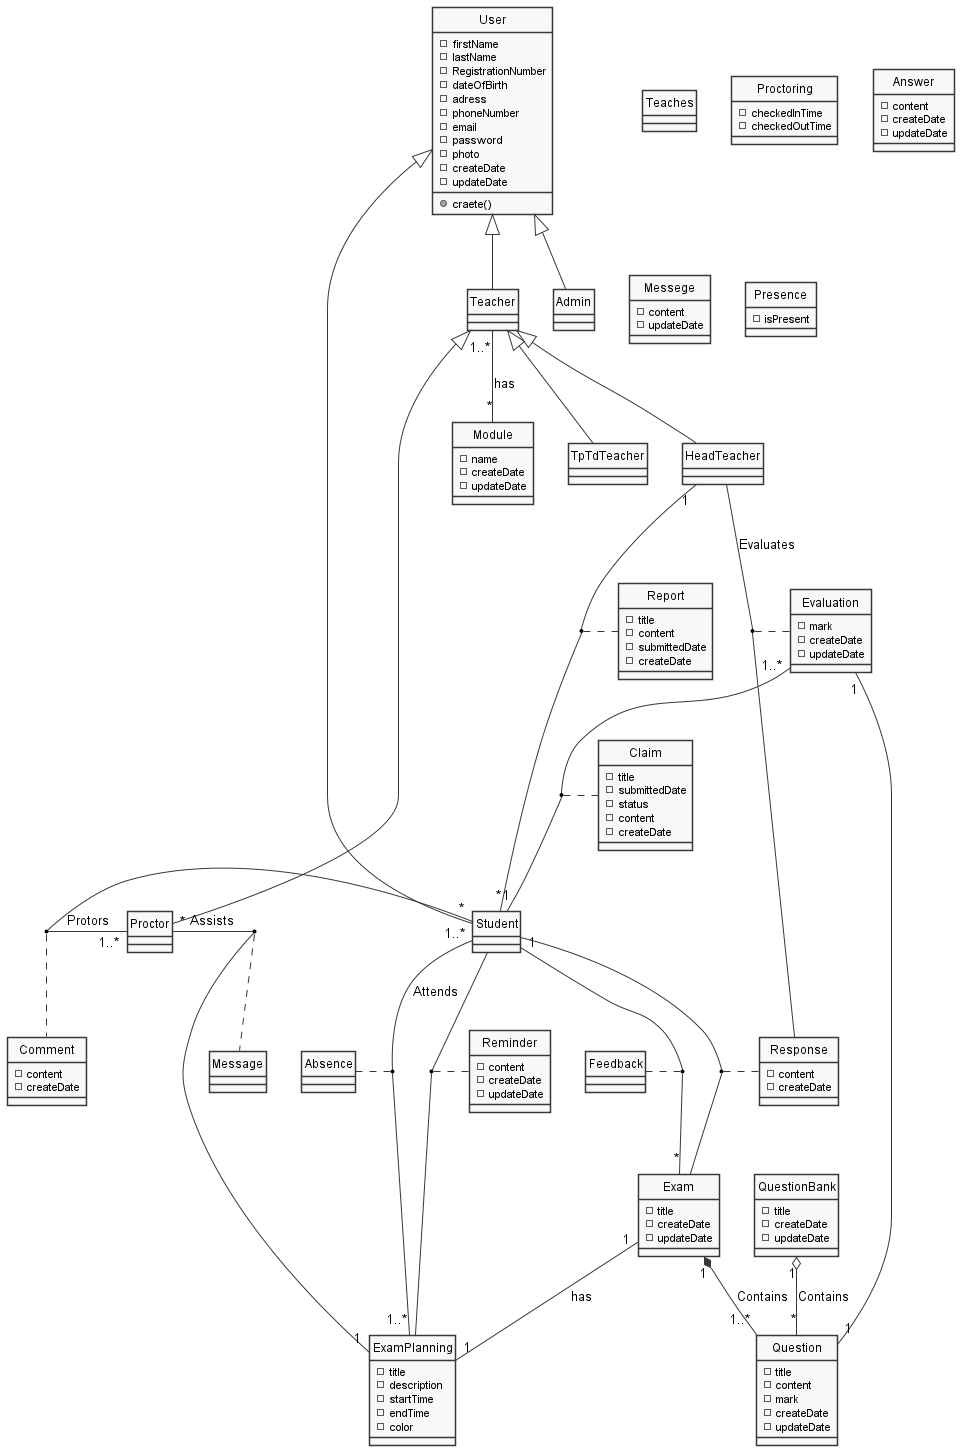 User
firstName
lastName
RegistrationNumber
dateOfBirth
adress
phoneNumber
email
password
photo
createDate
updateDate
craete()
Teaches
Proctoring
checkedInTime
checkedOutTime
Answer
content
createDate
updateDate
Teacher
Admin
Messege
content
updateDate
Presence
isPresent
1..*
has
*
Module
name
createDate
updateDate
TpTdTeacher
HeadTeacher
1
Evaluates
Report
title
content
submittedDate
createDate
Evaluation
mark
createDate
updateDate
1..*
1
Claim
title
submittedDate
status
content
createDate
* 1
*
Protors
1..*
Proctor
* Assists
1..*
Student
1
Attends
Comment
content
createDate
Message
Absence
Reminder
content
createDate
updateDate
Feedback
Response
content
createDate
*
Exam
title
createDate
updateDate
QuestionBank
title
createDate
updateDate
1
1
1
has
Contains
Contains
1..*
1..*
*
1
1
1
ExamPlanning
title
description
startTime
endTime
color
Question
title
content
mark
createDate
updateDate